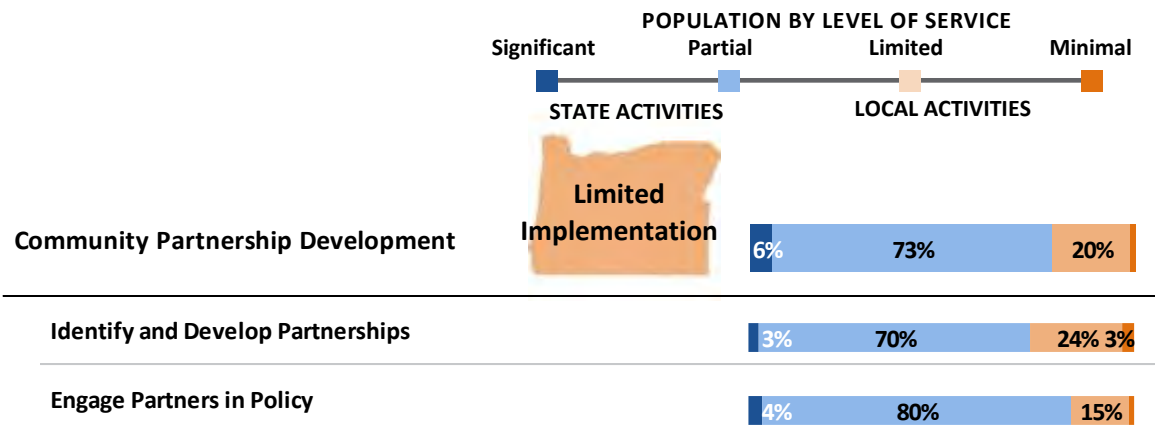 POPULATION BY LEVEL OF SERVICE
Significant Partial Limited Minimal
STATE ACTIVITIES LOCAL ACTIVITIES
Limited
Implementation
Community Partnership Development 6% 73% 20%
Identify and Develop Partnerships 3% 70% 24% 3%
Engage Partners in Policy 4% 80% 15%